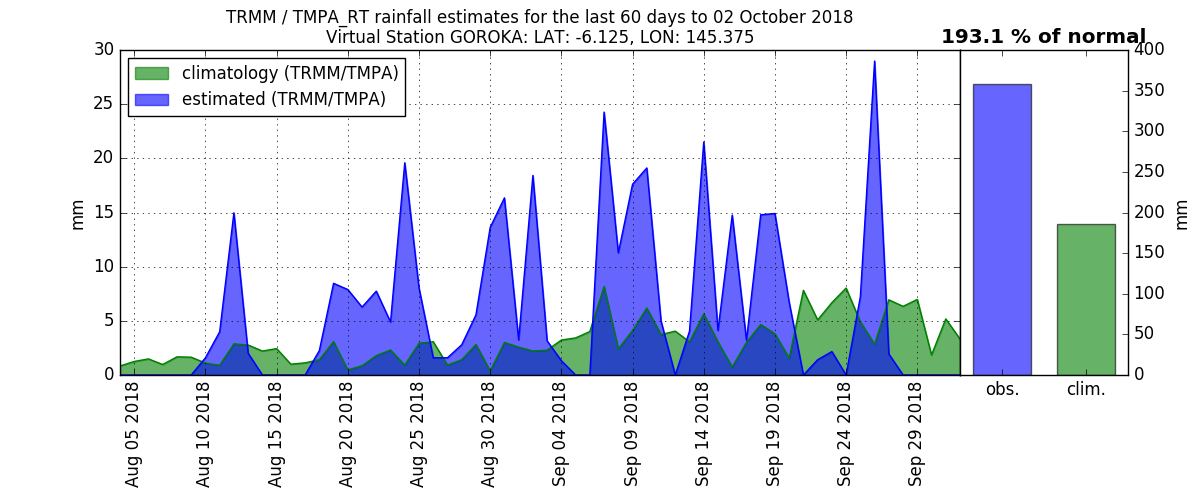 TRMM / TMPA_RT rainfall estimates for the last 60 days to 02 October 2018
Virtual Station GOROKA: LAT: -6.125, LON: 145.375
193.1 % of normal
climatology (TRMM/TMPA)
estimated (TRMM/TMPA)
30
25
20
15
10
5
0
mm
Aug 05 2018
Aug 10 2018
Aug 15 2018
Aug 20 2018
Aug 25 2018
Aug 30 2018
Sep 04 2018
Sep 09 2018
Sep 14 2018
Sep 19 2018
Sep 24 2018
Sep 29 2018
400
350
300
250
200
150
100
50
0
mm
obs.
clim.